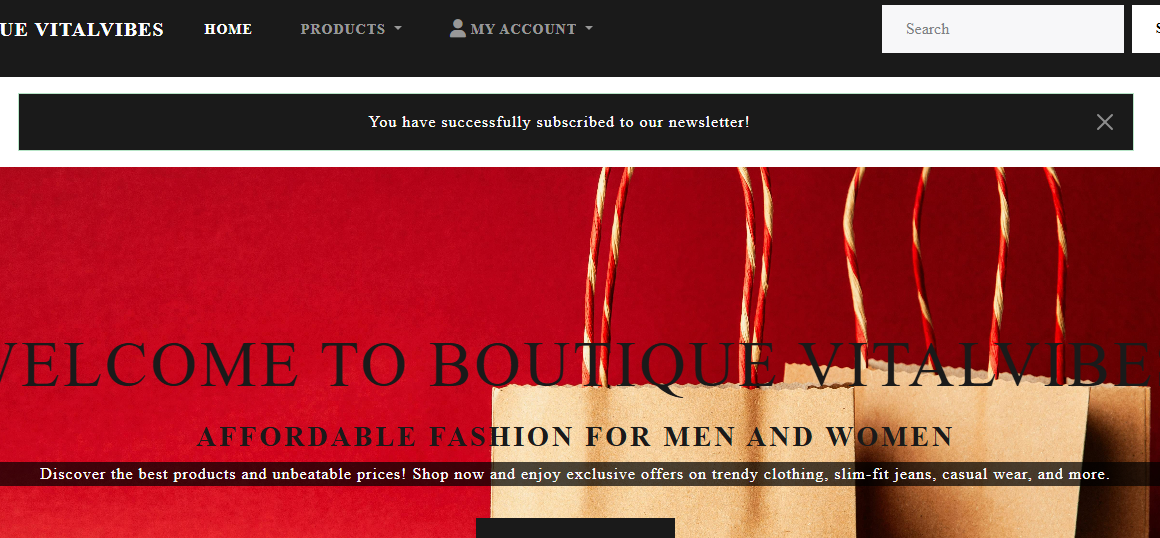 UE VITALVIBES HOME PRODUCTS MY ACCOUNT Search
You have successfully subscribed to our newsletter!
WELCOME TO BOUTIQUE VITALVIBE
AFFORDABLE FASHION FOR MEN AND WOMEN
Discover the best products and unbeatable prices! Shop now and enjoy exclusive offers on trendy clothing, slim-fit jeans, casual wear, and more.